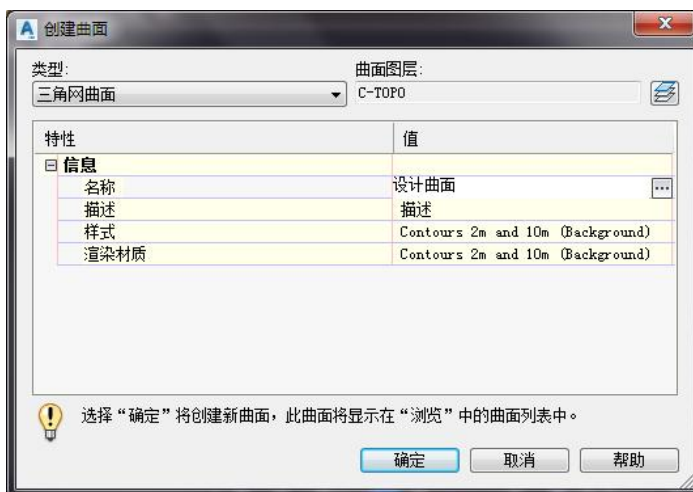 创建曲面
类型: 曲面图层:
三角网曲面 C-TOPO
特性 值
信息
名称 设计曲面
描述 描述
样式 Contours 2m and 10m (Background)
渲染材质 Contours 2m and 10m (Background)
选择“确定”将创建新曲面，此曲面将显示在“浏览”中的曲面列表中。
确定 取消 帮助